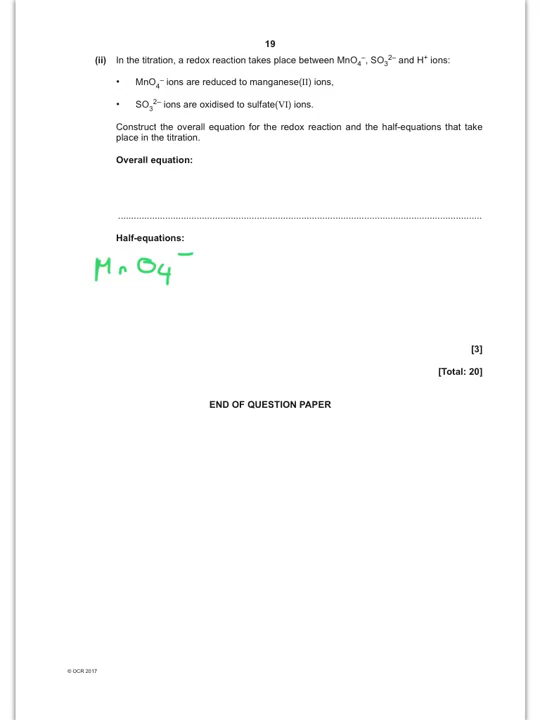 19
(ii) In the titration, a redox reaction takes place between MnO₄⁻, SO₃²⁻ and H⁺ ions:
• MnO₄⁻ ions are reduced to manganese(II) ions,
• SO₃²⁻ ions are oxidised to sulfate(VI) ions.
Construct the overall equation for the redox reaction and the half-equations that take
place in the titration.
Overall equation:
Half-equations:
MnO₄⁻
[3]
[Total: 20]
END OF QUESTION PAPER
© OCR 2017